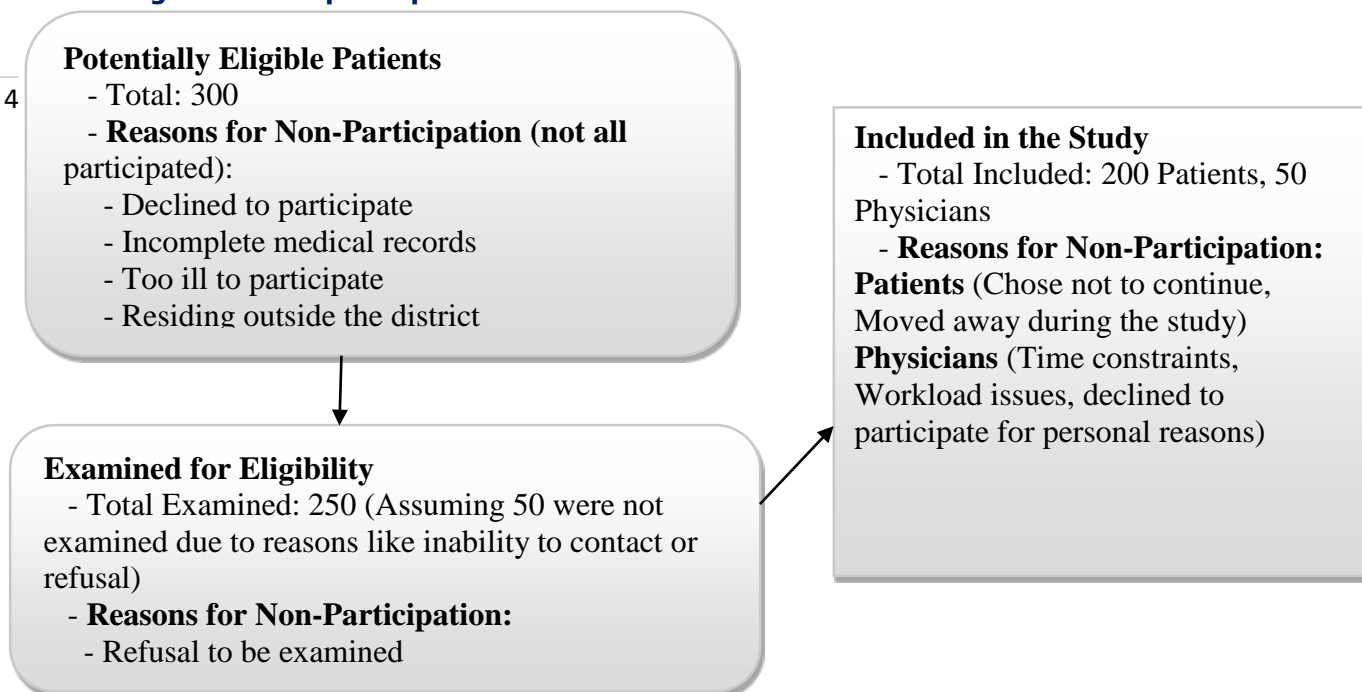 4
Potentially Eligible Patients
- Total: 300
- Reasons for Non-Participation (not all
participated):
- Declined to participate
- Incomplete medical records
- Too ill to participate
- Residing outside the district
Examined for Eligibility
- Total Examined: 250 (Assuming 50 were not
examined due to reasons like inability to contact or
refusal)
- Reasons for Non-Participation:
- Refusal to be examined
Included in the Study
- Total Included: 200 Patients, 50
Physicians
- Reasons for Non-Participation:
Patients (Chose not to continue,
Moved away during the study)
Physicians (Time constraints,
Workload issues, declined to
participate for personal reasons)